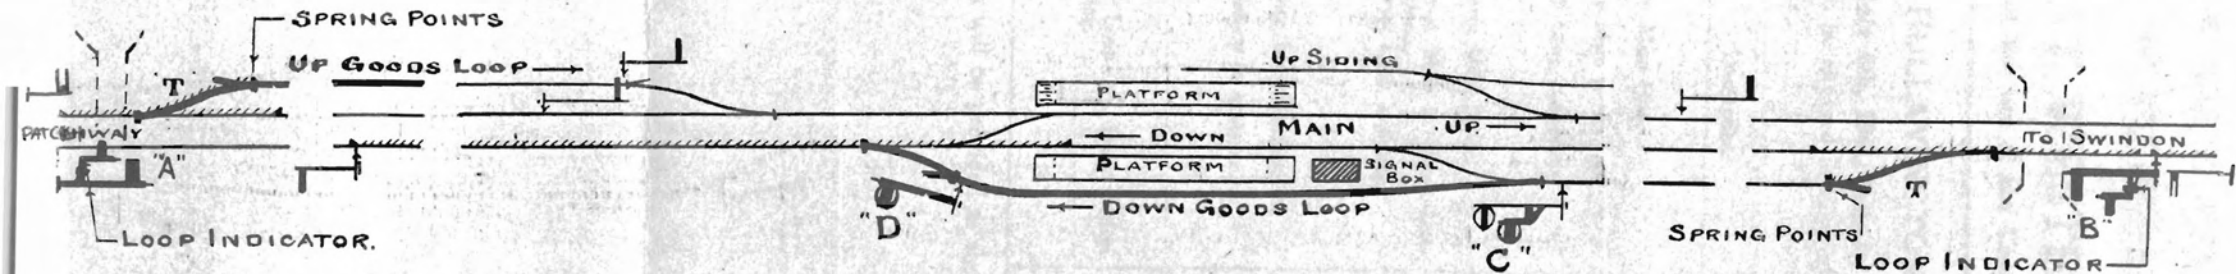 SPRING POINTS
UP GOODS LOOP
UP SIDING
T
PLATFORM
PATCHWAY
DOWN
MAIN
UP
TO SWINDON
"A"
PLATFORM
SIGNAL
BOX
T
"D"
DOWN GOODS LOOP
"C"
"B"
LOOP INDICATOR.
SPRING POINTS
LOOP INDICATOR